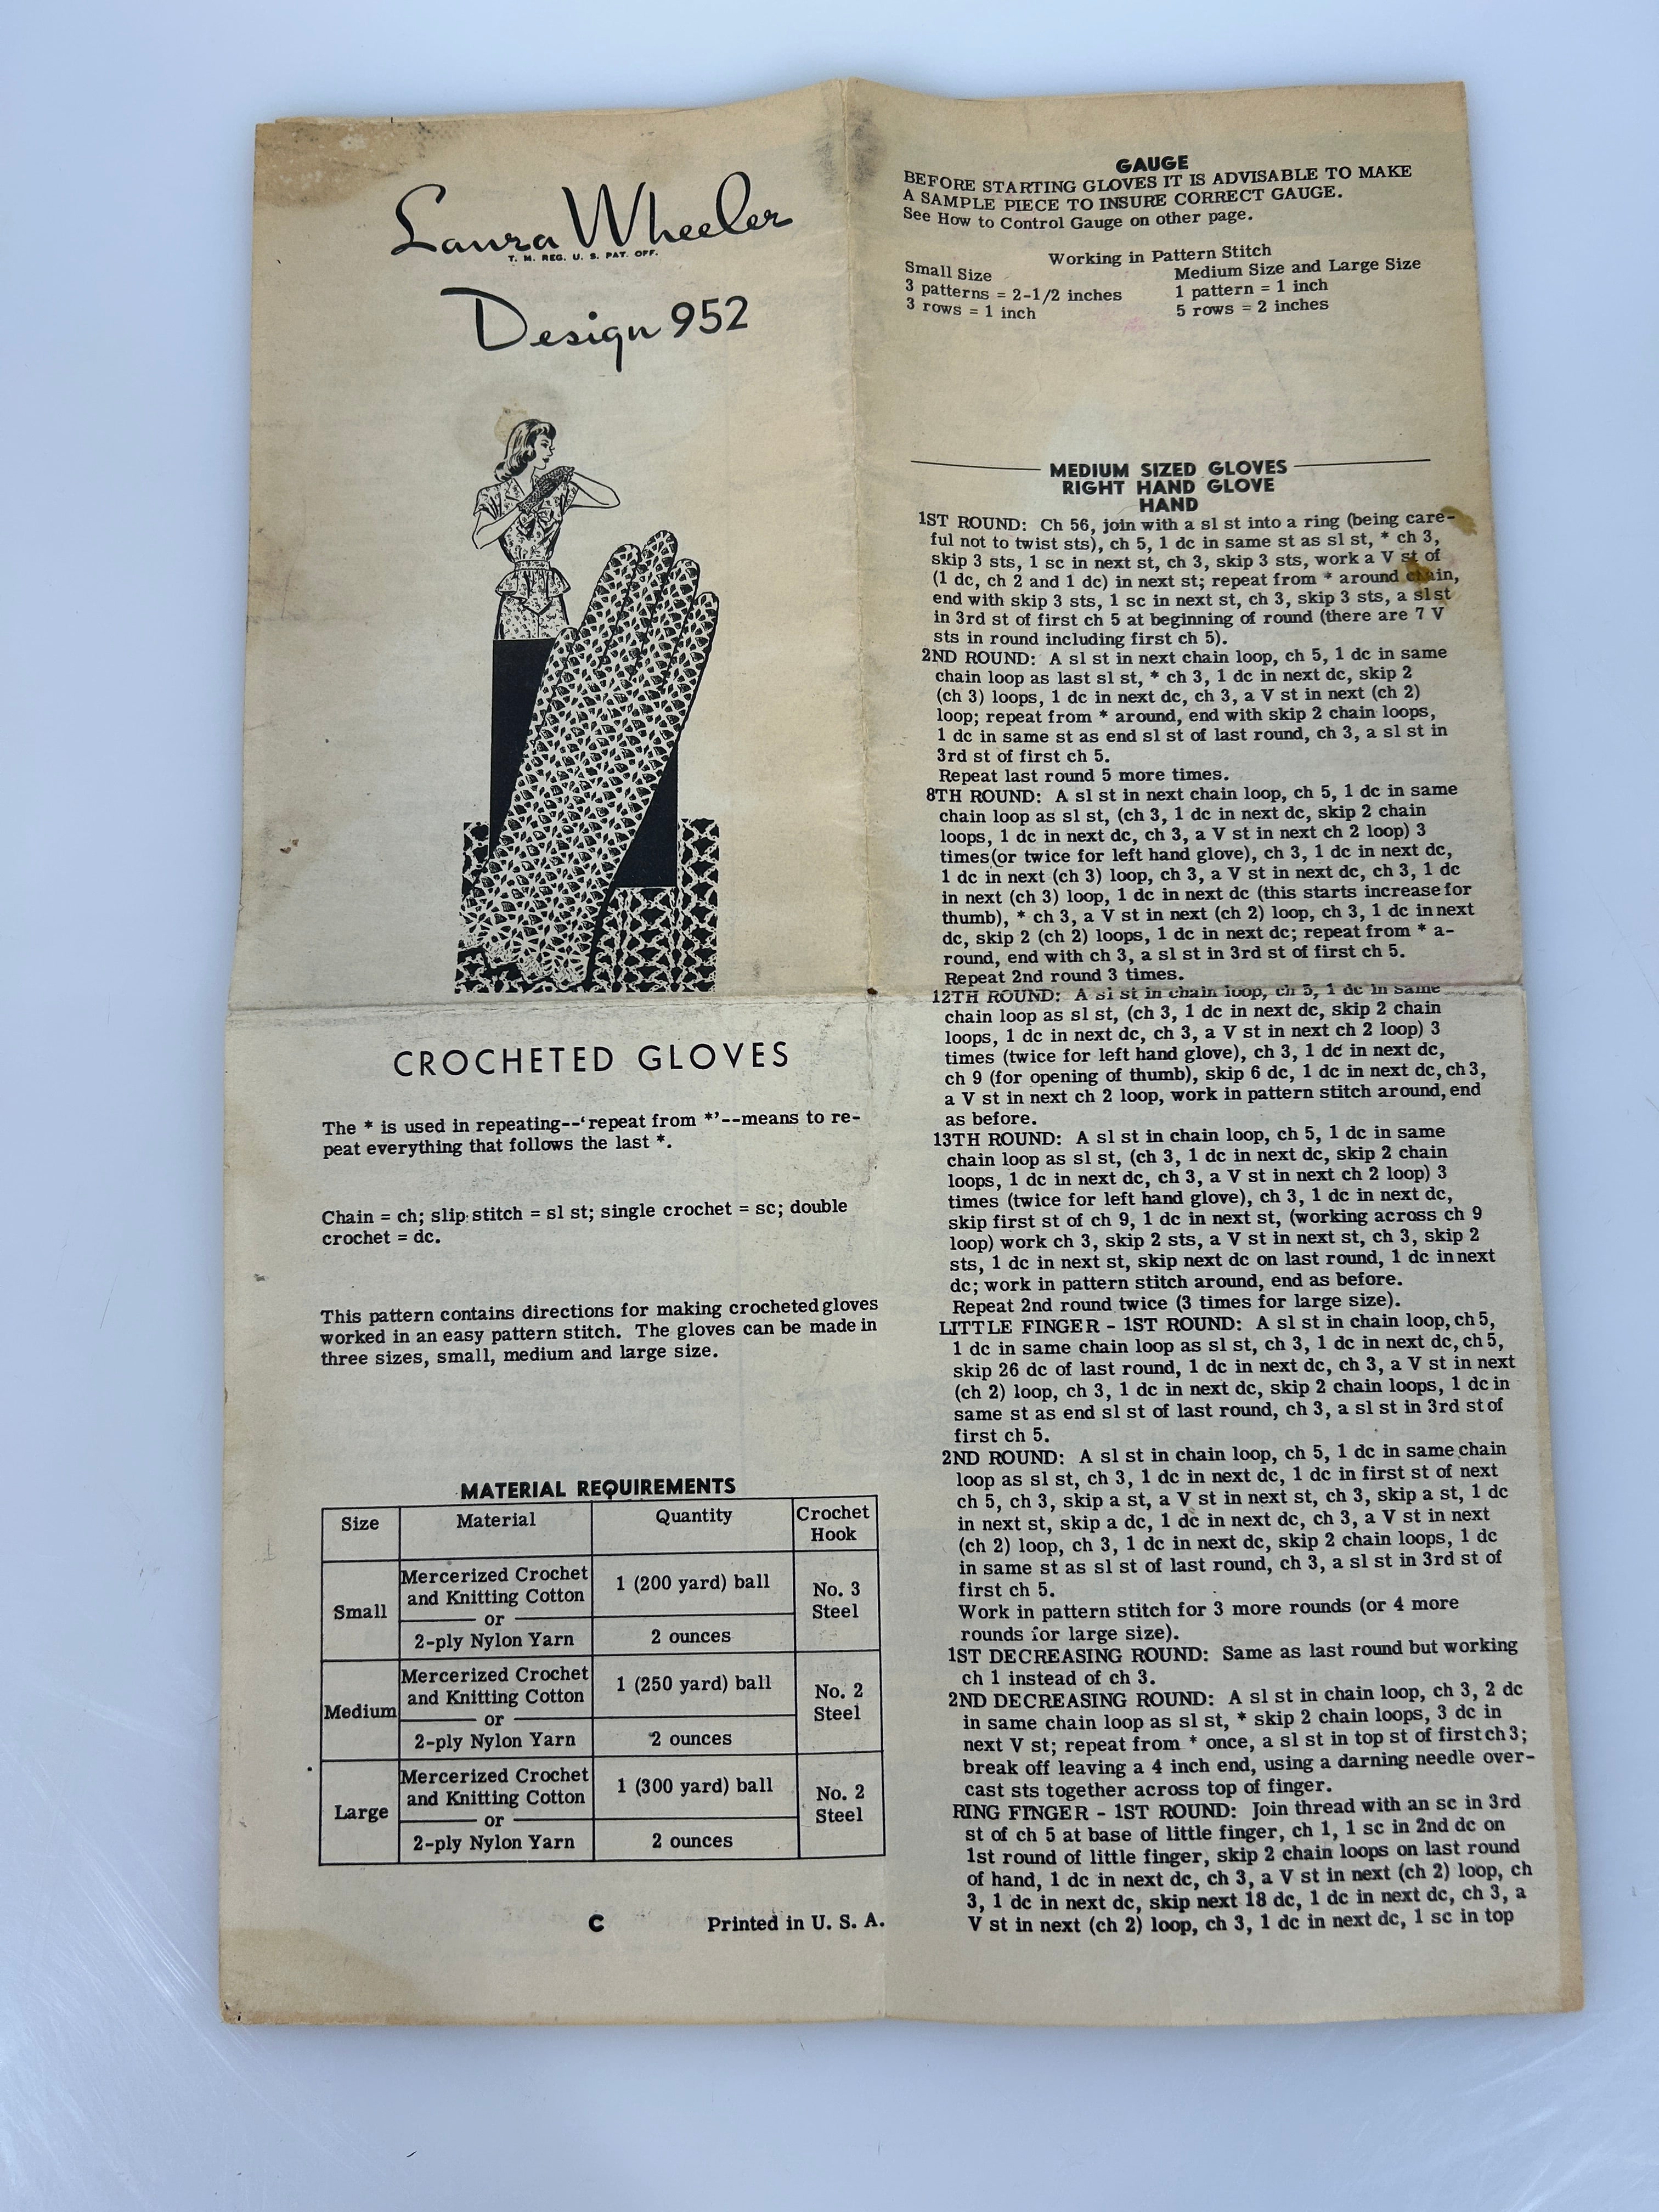 Laura Wheeler
T. M. REG. U. S. PAT. OFF.
Design 952
CROCHETED GLOVES
The * is used in repeating--‘repeat from *’--means to re-
peat everything that follows the last *.
Chain = ch; slip stitch = sl st; single crochet = sc; double
crochet = dc.
This pattern contains directions for making crocheted gloves
worked in an easy pattern stitch. The gloves can be made in
three sizes, small, medium and large size.
MATERIAL REQUIREMENTS
Size Material Quantity Crochet
Hook
Small
Mercerized Crochet
and Knitting Cotton
1 (200 yard) ball
or
2-ply Nylon Yarn
2 ounces
No. 3
Steel
Medium
Mercerized Crochet
and Knitting Cotton
1 (250 yard) ball
or
2-ply Nylon Yarn
2 ounces
No. 2
Steel
Large
Mercerized Crochet
and Knitting Cotton
1 (300 yard) ball
or
2-ply Nylon Yarn
2 ounces
No. 2
Steel
C
Printed in U. S. A.
GAUGE
BEFORE STARTING GLOVES IT IS ADVISABLE TO MAKE
A SAMPLE PIECE TO INSURE CORRECT GAUGE.
See How to Control Gauge on other page.
Working in Pattern Stitch
Small Size
3 patterns = 2-1/2 inches
3 rows = 1 inch
Medium Size and Large Size
1 pattern = 1 inch
5 rows = 2 inches
MEDIUM SIZED GLOVES
RIGHT HAND GLOVE
HAND
1ST ROUND: Ch 56, join with a sl st into a ring (being care-
ful not to twist sts), ch 5, 1 dc in same st as sl st, * ch 3,
skip 3 sts, 1 sc in next st, ch 3, skip 3 sts, work a V st of
(1 dc, ch 2 and 1 dc) in next st; repeat from * around chain,
end with skip 3 sts, 1 sc in next st, ch 3, skip 3 sts, a sl st
in 3rd st of first ch 5 at beginning of round (there are 7 V
sts in round including first ch 5).
2ND ROUND: A sl st in next chain loop, ch 5, 1 dc in same
chain loop as last sl st, * ch 3, 1 dc in next dc, skip 2
(ch 3) loops, 1 dc in next dc, ch 3, a V st in next (ch 2)
loop; repeat from * around, end with skip 2 chain loops,
1 dc in same st as end sl st of last round, ch 3, a sl st in
3rd st of first ch 5.
Repeat last round 5 more times.
8TH ROUND: A sl st in next chain loop, ch 5, 1 dc in same
chain loop as sl st, (ch 3, 1 dc in next dc, skip 2 chain
loops, 1 dc in next dc, ch 3, a V st in next ch 2 loop) 3
times (or twice for left hand glove), ch 3, 1 dc in next dc,
1 dc in next (ch 3) loop, ch 3, a V st in next dc, ch 3, 1 dc
in next (ch 3) loop, 1 dc in next dc (this starts increase for
thumb), * ch 3, a V st in next (ch 2) loop, ch 3, 1 dc in next
dc, skip 2 (ch 2) loops, 1 dc in next dc; repeat from * a-
round, end with ch 3, a sl st in 3rd st of first ch 5.
Repeat 2nd round 3 times.
12TH ROUND: A sl st in chain loop, ch 5, 1 dc in same
chain loop as sl st, (ch 3, 1 dc in next dc, skip 2 chain
loops, 1 dc in next dc, ch 3, a V st in next ch 2 loop) 3
times (twice for left hand glove), ch 3, 1 dc in next dc,
ch 9 (for opening of thumb), skip 6 dc, 1 dc in next dc, ch 3,
a V st in next ch 2 loop, work in pattern stitch around, end
as before.
13TH ROUND: A sl st in chain loop, ch 5, 1 dc in same
chain loop as sl st, (ch 3, 1 dc in next dc, skip 2 chain
loops, 1 dc in next dc, ch 3, a V st in next ch 2 loop) 3
times (twice for left hand glove), ch 3, 1 dc in next dc,
skip first st of ch 9, 1 dc in next st, (working across ch 9
loop) work ch 3, skip 2 sts, a V st in next st, ch 3, skip 2
sts, 1 dc in next st, skip next dc on last round, 1 dc in next
dc; work in pattern stitch around, end as before.
Repeat 2nd round twice (3 times for large size).
LITTLE FINGER - 1ST ROUND: A sl st in chain loop, ch 5,
1 dc in same chain loop as sl st, ch 3, 1 dc in next dc, ch 5,
skip 26 dc of last round, 1 dc in next dc, ch 3, a V st in next
(ch 2) loop, ch 3, 1 dc in next dc, skip 2 chain loops, 1 dc in
same st as end sl st of last round, ch 3, a sl st in 3rd st of
first ch 5.
2ND ROUND: A sl st in chain loop, ch 5, 1 dc in same chain
loop as sl st, ch 3, 1 dc in next dc, 1 dc in first st of next
ch 5, ch 3, skip a st, a V st in next st, ch 3, skip a st, 1 dc
in next st, skip a dc, 1 dc in next dc, ch 3, a V st in next
(ch 2) loop, ch 3, 1 dc in next dc, skip 2 chain loops, 1 dc
in same st as sl st of last round, ch 3, a sl st in 3rd st of
first ch 5.
Work in pattern stitch for 3 more rounds (or 4 more
rounds for large size).
1ST DECREASING ROUND: Same as last round but working
ch 1 instead of ch 3.
2ND DECREASING ROUND: A sl st in chain loop, ch 3, 2 dc
in same chain loop as sl st, * skip 2 chain loops, 3 dc in
next V st; repeat from * once, a sl st in top st of first ch 3;
break off leaving a 4 inch end, using a darning needle over-
cast sts together across top of finger.
RING FINGER - 1ST ROUND: Join thread with an sc in 3rd
st of ch 5 at base of little finger, ch 1, 1 sc in 2nd dc on
1st round of little finger, skip 2 chain loops on last round
of hand, 1 dc in next dc, ch 3, a V st in next (ch 2) loop, ch
3, 1 dc in next dc, skip next 18 dc, 1 dc in next dc, ch 3, a
V st in next (ch 2) loop, ch 3, 1 dc in next dc, 1 sc in top